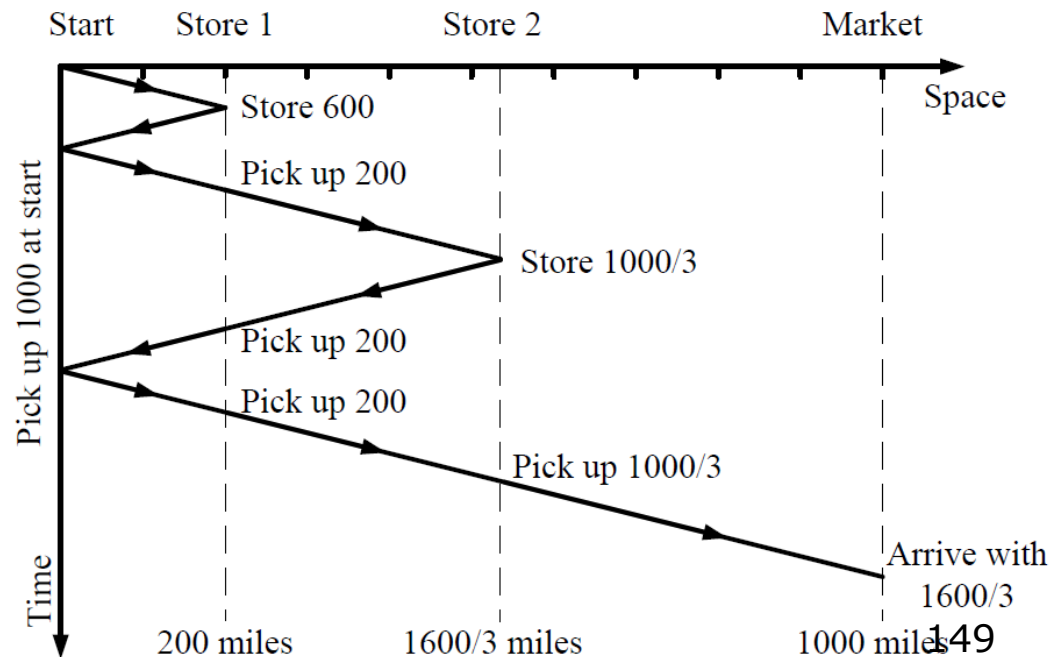 Start
Store 1
Store 2
Market
Space
Store 600
Pick up 200
Store 1000/3
Pick up 200
Pick up 200
Pick up 1000/3
Arrive with
1600/3
Pick up 1000 at start
Time
200 miles
1600/3 miles
1000 miles
149